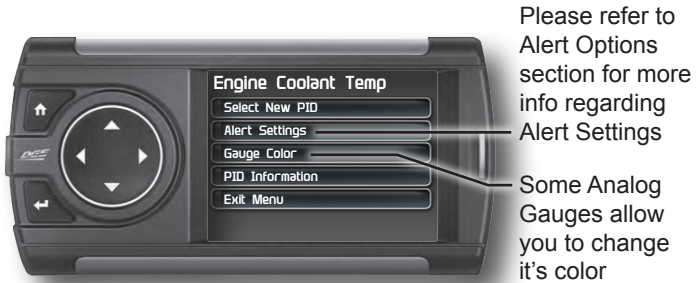 Engine Coolant Temp
Select New PID
Alert Settings
Gauge Color
PID Information
Exit Menu
Please refer to
Alert Options
section for more
info regarding
Alert Settings
Some Analog
Gauges allow
you to change
it's color